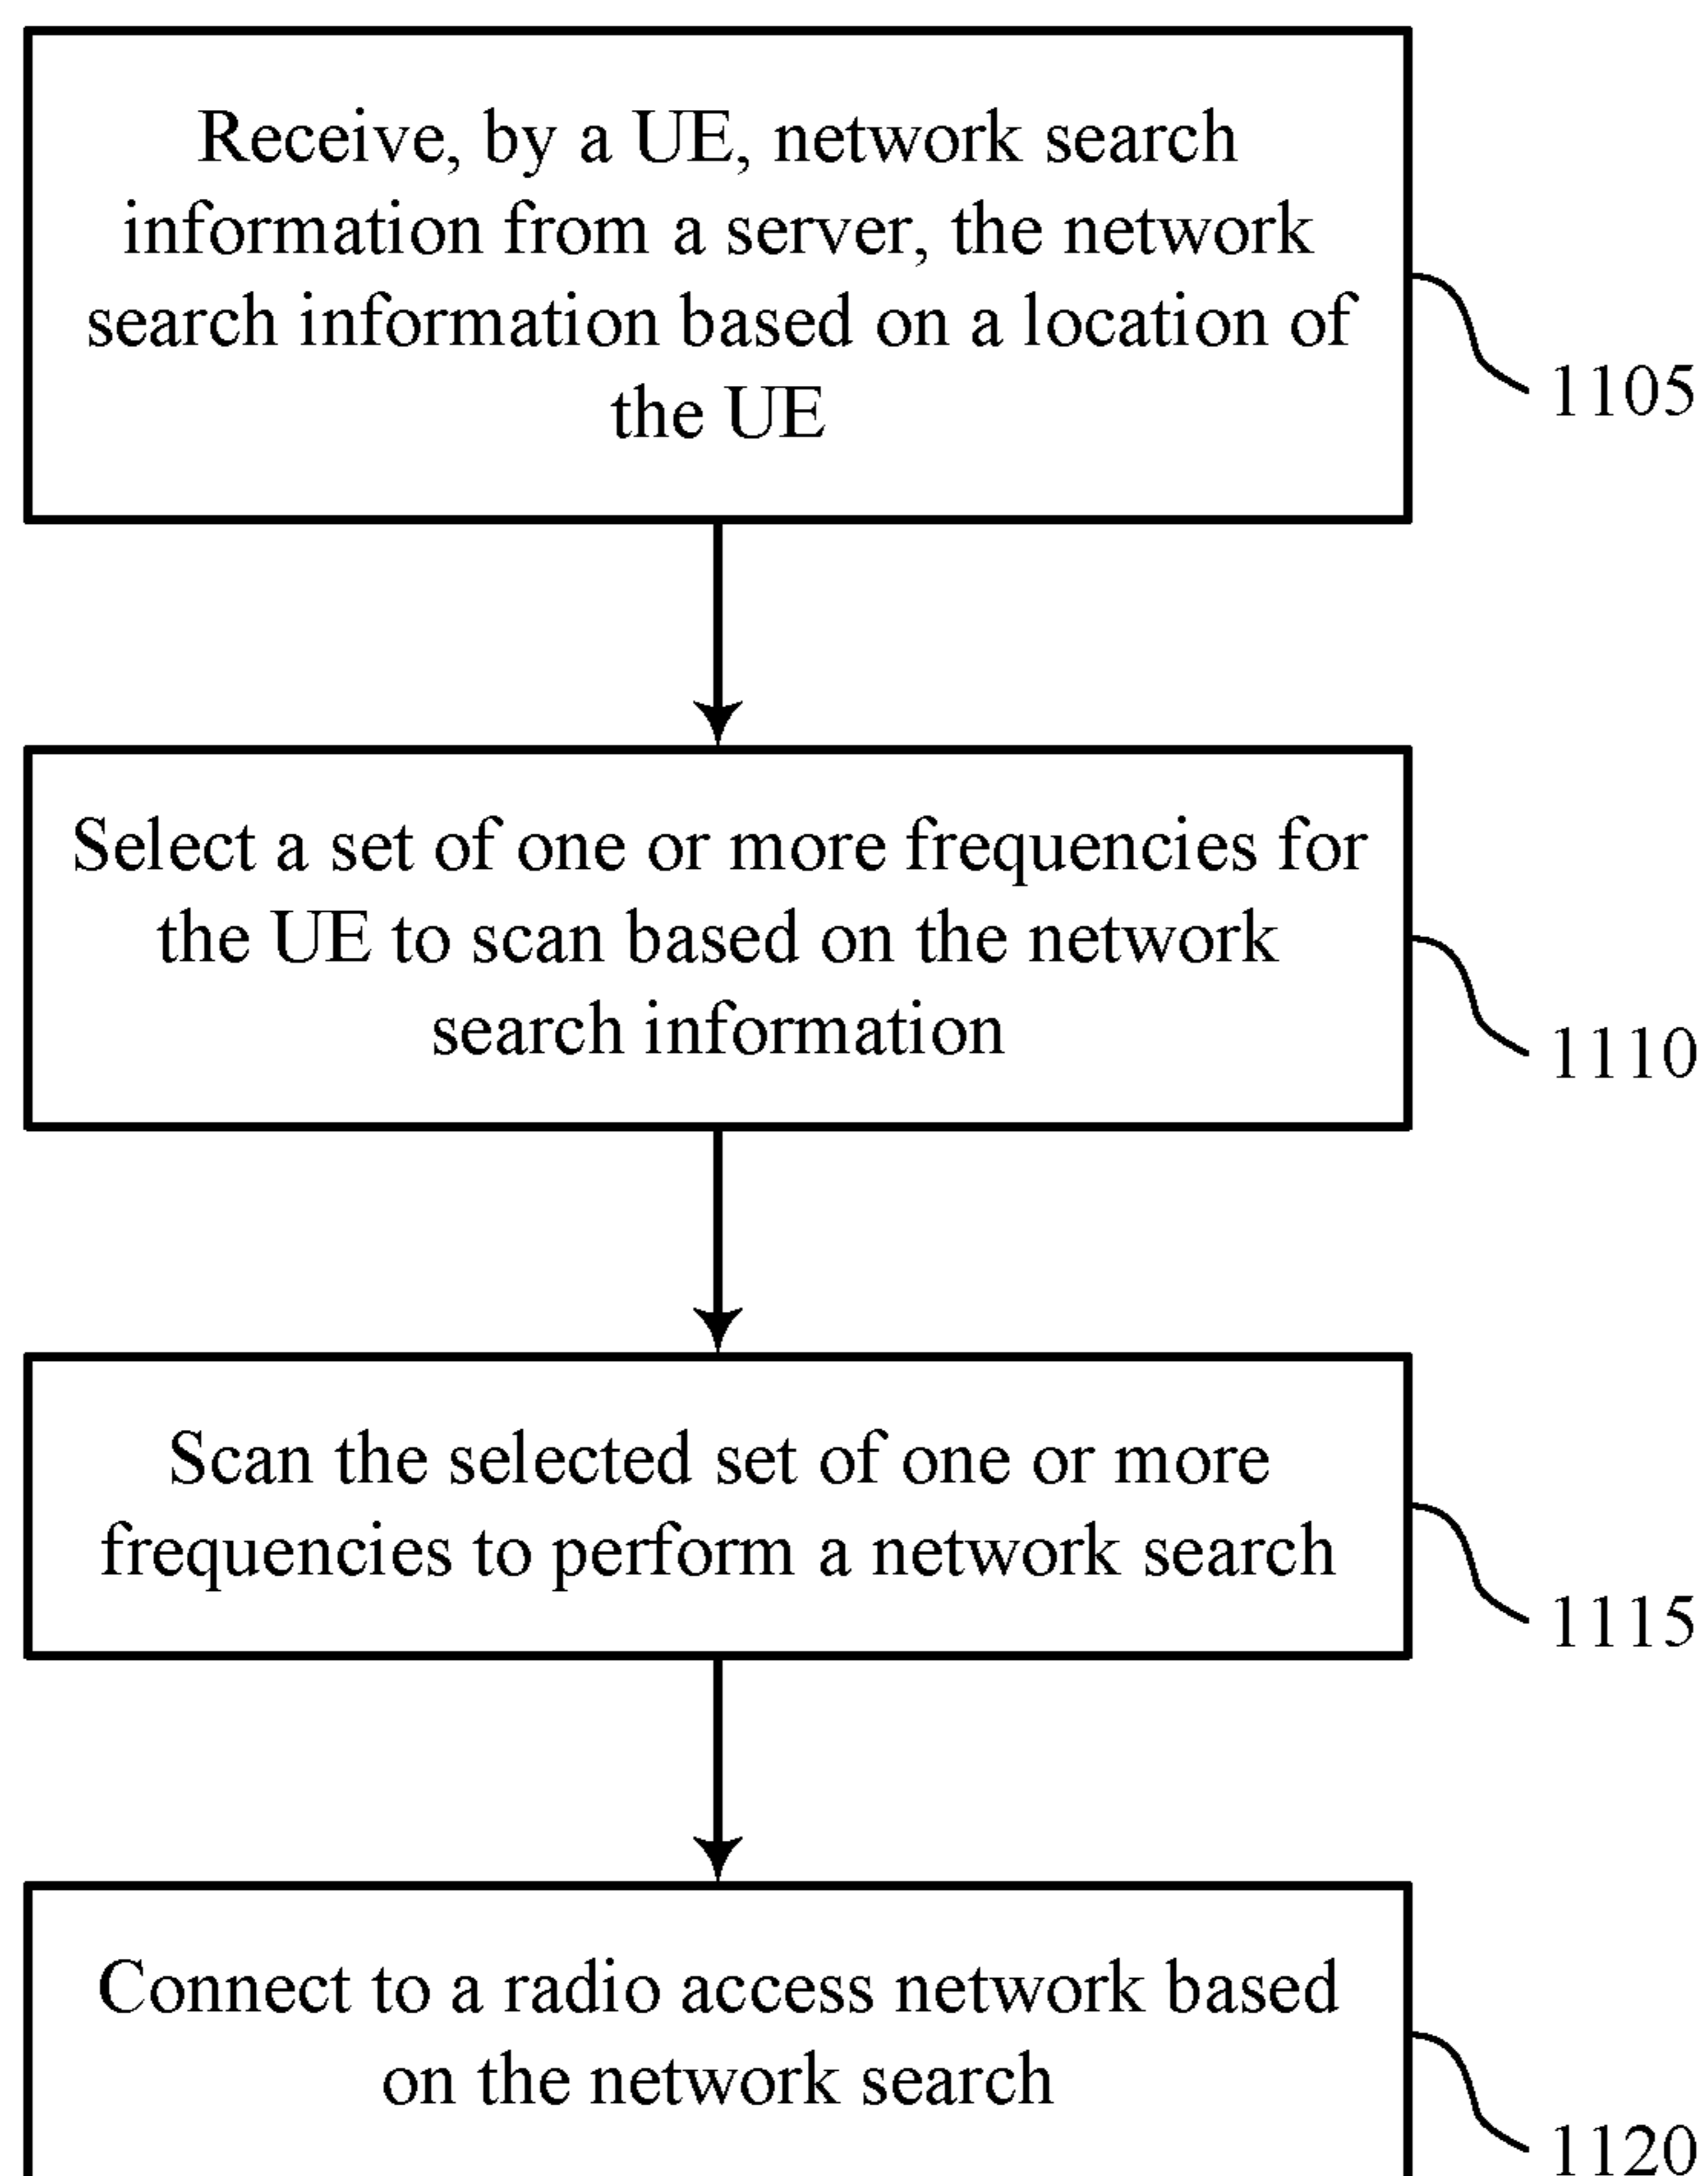 Receive, by a UE, network search
information from a server, the network
search information based on a location of
the UE
1105
Select a set of one or more frequencies for
the UE to scan based on the network
search information
1110
Scan the selected set of one or more
frequencies to perform a network search
1115
Connect to a radio access network based
on the network search
1120